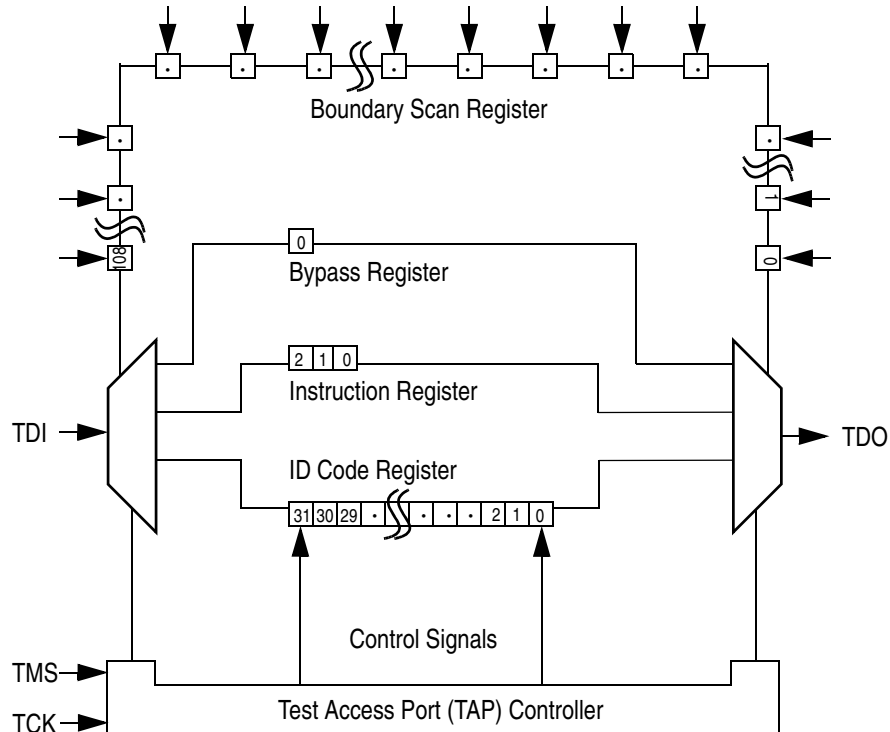 · · · · · · · ·
Boundary Scan Register
· ·
· 1
108 0
0
Bypass Register
2 1 0
Instruction Register
TDI TDO
ID Code Register
31 30 29 · · · · 2 1 0
Control Signals
TMS
Test Access Port (TAP) Controller
TCK